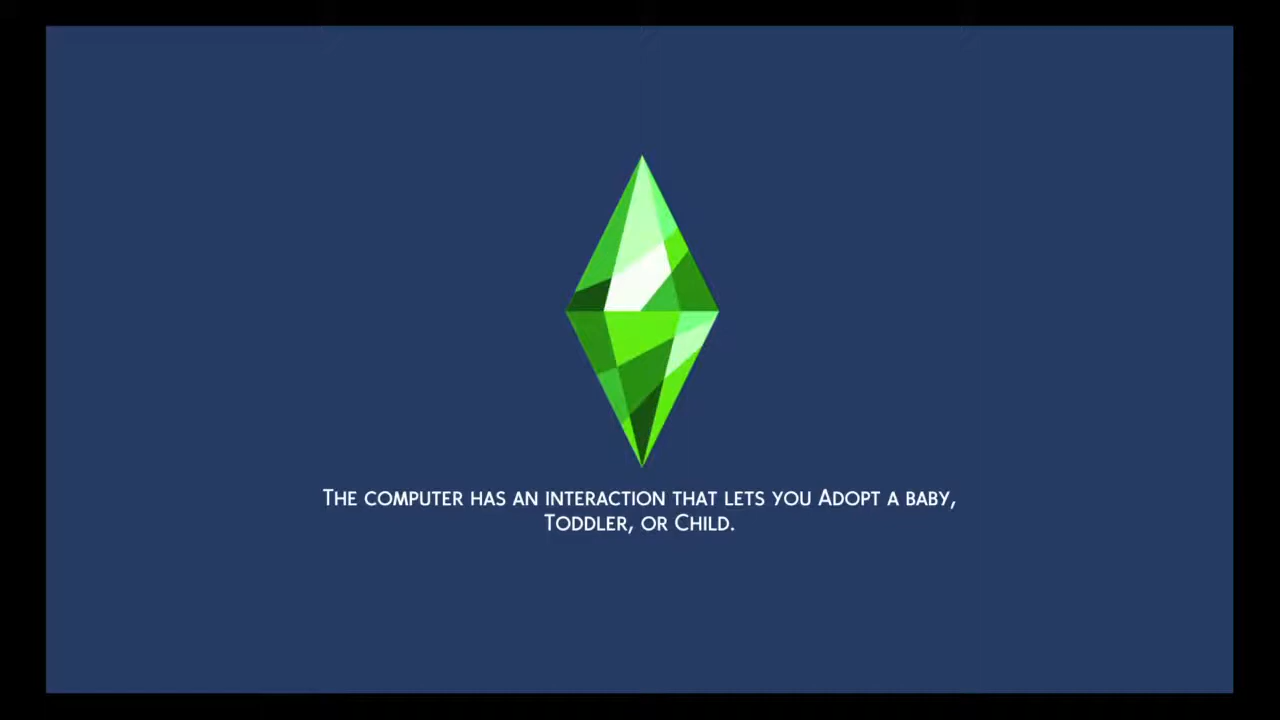 The computer has an interaction that lets you Adopt a baby,
Toddler, or Child.